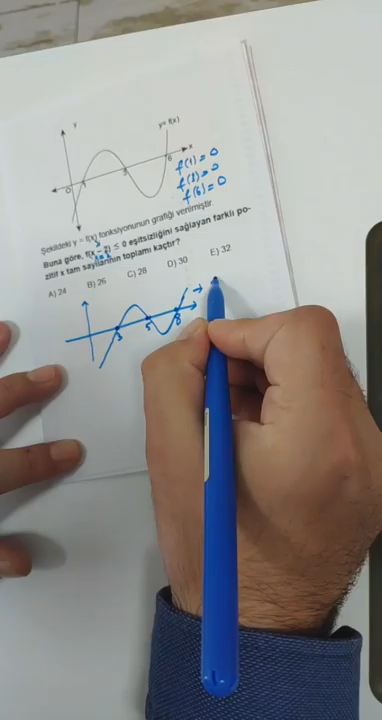 y
y= f(x)
x
0
1
3
6
f(1) = 0
f(3) = 0
f(6) = 0
Şekildeki y = f(x) fonksiyonunun grafiği verilmiştir.
Buna göre, f(x – 2) ≤ 0 eşitsizliğini sağlayan farklı po-
zitif x tam sayılarının toplamı kaçtır?
A) 24
B) 26
C) 28
D) 30
E) 32
3
5
8